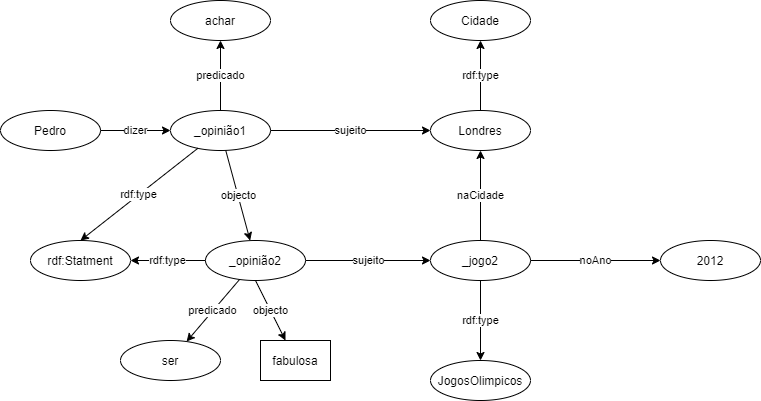 achar
Cidade
predicado
rdf:type
Pedro
dizer
_opinião1
sujeito
Londres
rdf:type
objecto
naCidade
rdf:Statment
rdf:type
_opinião2
sujeito
_jogo2
noAno
2012
predicado
objecto
rdf:type
ser
fabulosa
JogosOlimpicos